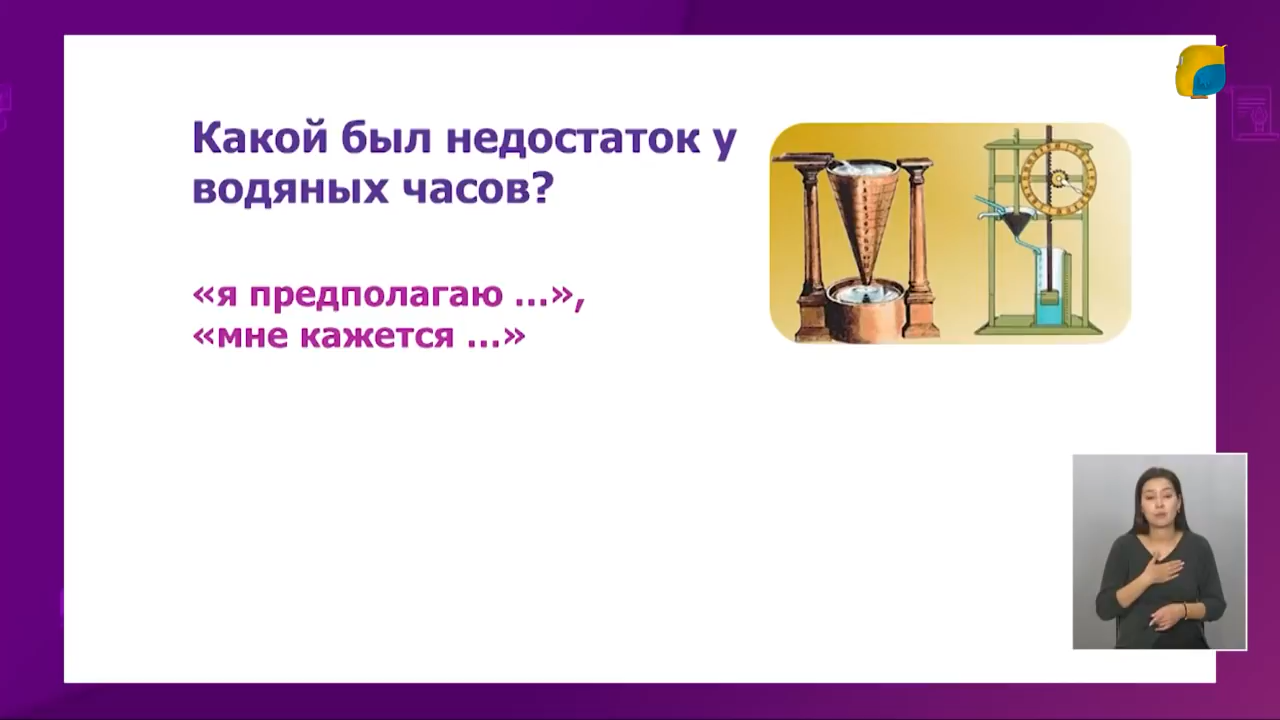 Какой был недостаток у
водяных часов?
«я предполагаю ...»,
«мне кажется ...»